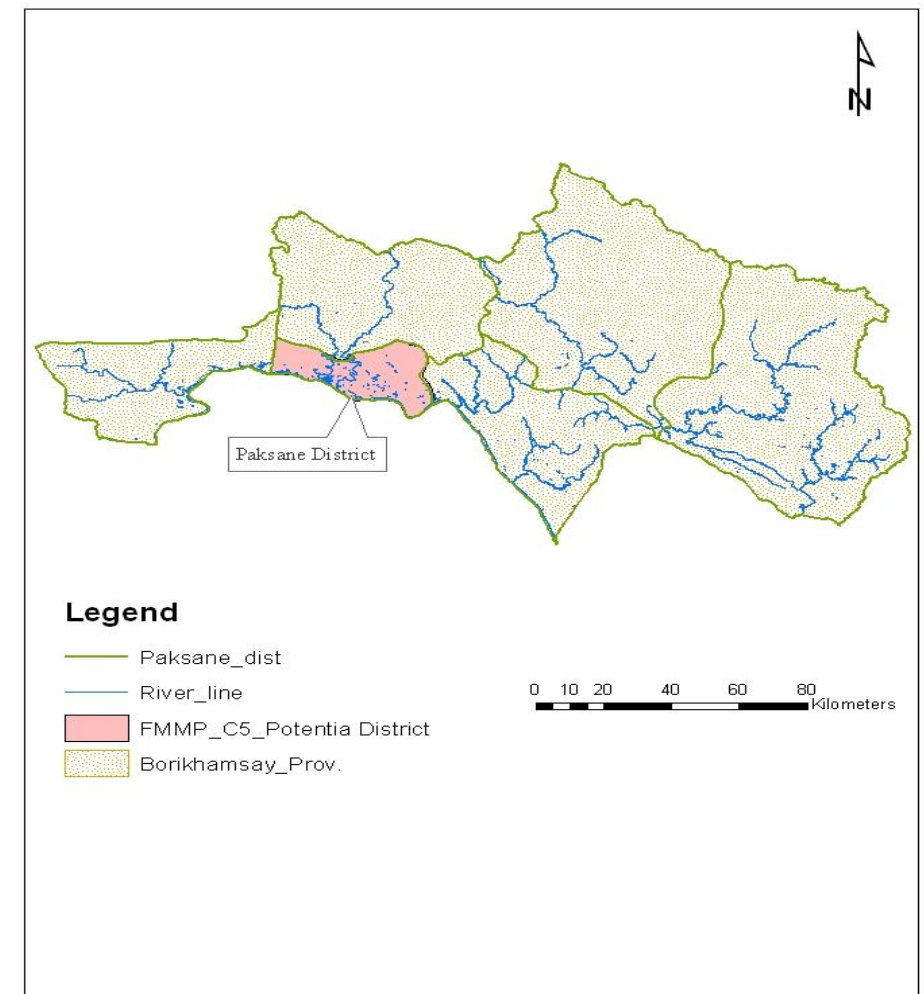 N
Paksane District
Legend
Paksane_dist
River_line
FMMP_C5_Potentia District
Borikhamsay_Prov.
0 10 20 40 60 80
Kilometers